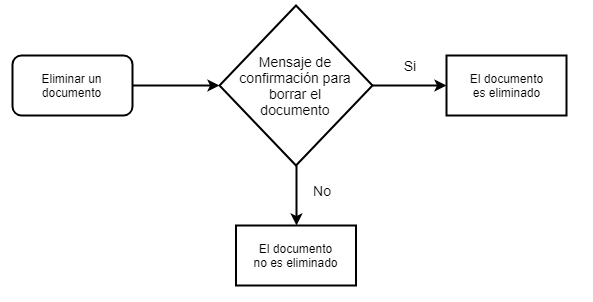 Eliminar un
documento
Mensaje de
confirmación para
borrar el
documento
Si
El documento
es eliminado
No
El documento
no es eliminado